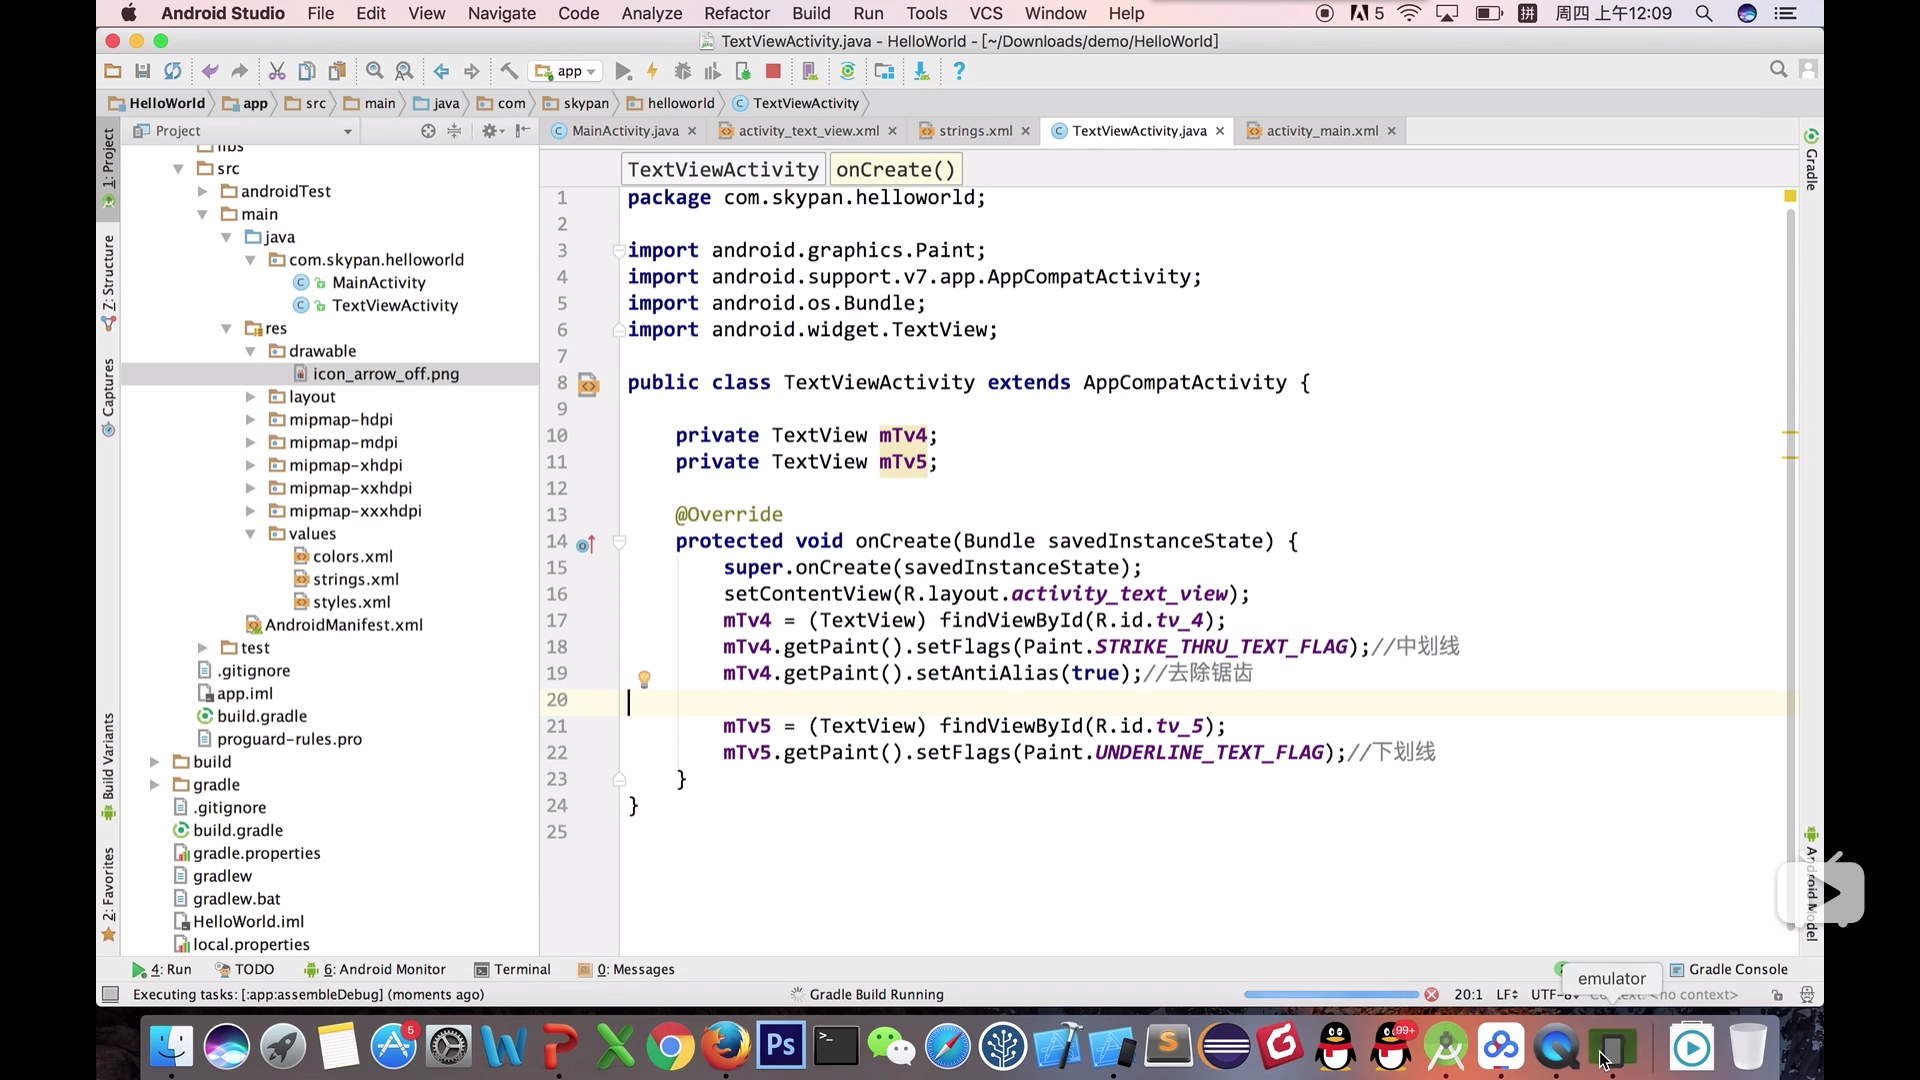 Android Studio File Edit View Navigate Code Analyze Refactor Build Run Tools VCS Window Help 5 拼 周四 上午12:09
TextViewActivity.java - HelloWorld - [~/Downloads/demo/HelloWorld]
app
HelloWorld app src main java com skypan helloworld TextViewActivity
Project
MainActivity.java activity_text_view.xml strings.xml TextViewActivity.java activity_main.xml
1: Project
Z: Structure
Captures
Build Variants
2: Favorites
libs
src
androidTest
main
java
com.skypan.helloworld
MainActivity
TextViewActivity
res
drawable
icon_arrow_off.png
layout
mipmap-hdpi
mipmap-mdpi
mipmap-xhdpi
mipmap-xxhdpi
mipmap-xxxhdpi
values
colors.xml
strings.xml
styles.xml
AndroidManifest.xml
test
.gitignore
app.iml
build.gradle
proguard-rules.pro
build
gradle
.gitignore
build.gradle
gradle.properties
gradlew
gradlew.bat
HelloWorld.iml
local.properties
TextViewActivity onCreate()
1 package com.skypan.helloworld;
2
3 import android.graphics.Paint;
4 import android.support.v7.app.AppCompatActivity;
5 import android.os.Bundle;
6 import android.widget.TextView;
7
8 public class TextViewActivity extends AppCompatActivity {
9
10 private TextView mTv4;
11 private TextView mTv5;
12
13 @Override
14 protected void onCreate(Bundle savedInstanceState) {
15 super.onCreate(savedInstanceState);
16 setContentView(R.layout.activity_text_view);
17 mTv4 = (TextView) findViewById(R.id.tv_4);
18 mTv4.getPaint().setFlags(Paint.STRIKE_THRU_TEXT_FLAG);//中划线
19 mTv4.getPaint().setAntiAlias(true);//去除锯齿
20
21 mTv5 = (TextView) findViewById(R.id.tv_5);
22 mTv5.getPaint().setFlags(Paint.UNDERLINE_TEXT_FLAG);//下划线
23 }
24 }
25
Gradle
Android Model
4: Run TODO 6: Android Monitor Terminal 0: Messages Gradle Console
emulator
Executing tasks: [:app:assembleDebug] (moments ago) Gradle Build Running 20:1 LF UTF-8 Context: <no context>
5 Ps 99+